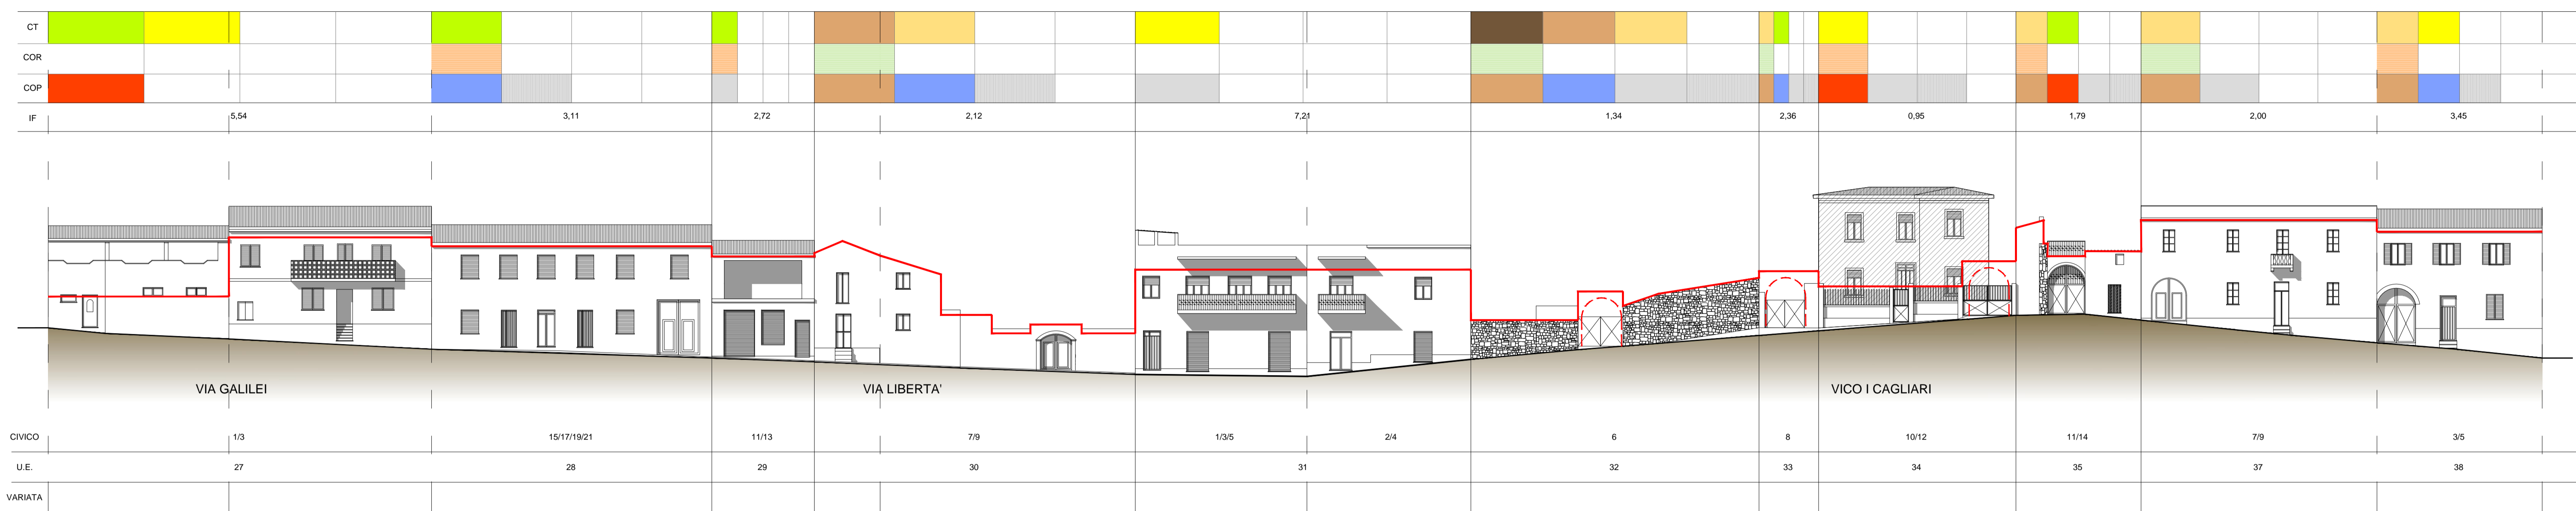 CT
COR
COP
IF 5,54 3,11 2,72 2,12 7,21 1,34 2,36 0,95 1,79 2,00 3,45
VIA GALILEI VIA LIBERTA' VICO I CAGLIARI
CIVICO 1/3 15/17/19/21 11/13 7/9 1/3/5 2/4 6 8 10/12 11/14 7/9 3/5
U.E. 27 28 29 30 31 32 33 34 35 37 38
VARIATA